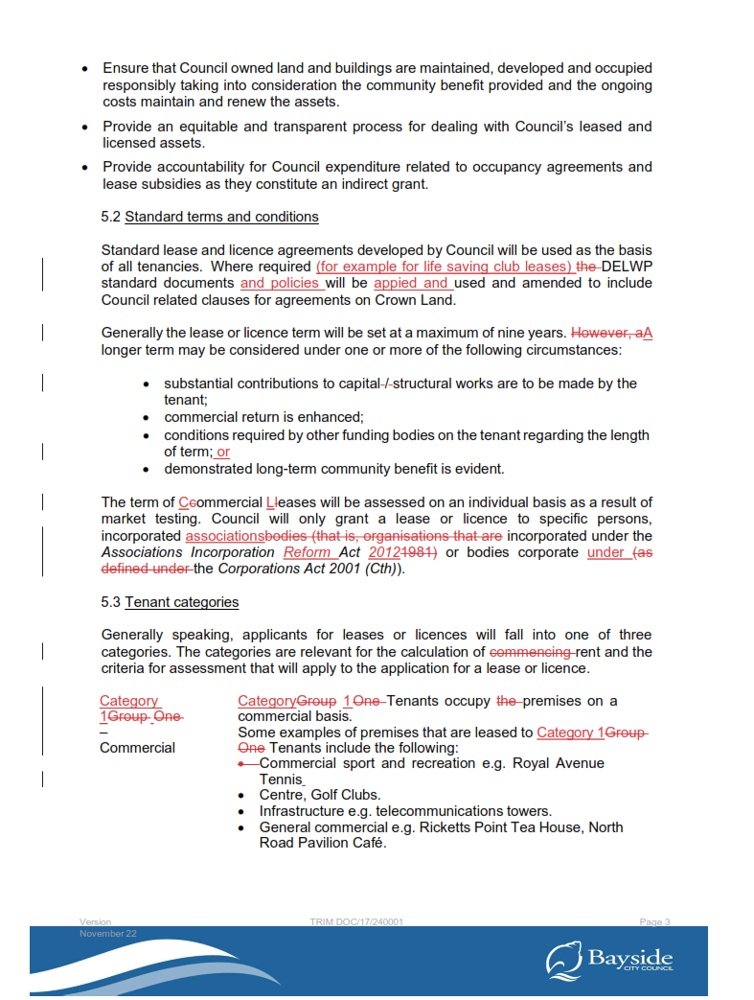 • Ensure that Council owned land and buildings are maintained, developed and occupied
responsibly taking into consideration the community benefit provided and the ongoing
costs maintain and renew the assets.
• Provide an equitable and transparent process for dealing with Council's leased and
licensed assets.
• Provide accountability for Council expenditure related to occupancy agreements and
lease subsidies as they constitute an indirect grant.
5.2 Standard terms and conditions
Standard lease and licence agreements developed by Council will be used as the basis
of all tenancies. Where required (for example for life saving club leases) the DELWP
standard documents and policies will be appied and used and amended to include
Council related clauses for agreements on Crown Land.
Generally the lease or licence term will be set at a maximum of nine years. However, aA
longer term may be considered under one or more of the following circumstances:
• substantial contributions to capital / structural works are to be made by the
tenant;
• commercial return is enhanced;
• conditions required by other funding bodies on the tenant regarding the length
of term; or
• demonstrated long-term community benefit is evident.
The term of Ccommercial Lleases will be assessed on an individual basis as a result of
market testing. Council will only grant a lease or licence to specific persons,
incorporated associationsbodies (that is, organisations that are incorporated under the
Associations Incorporation Reform Act 20121981) or bodies corporate under (as
defined under the Corporations Act 2001 (Cth)).
5.3 Tenant categories
Generally speaking, applicants for leases or licences will fall into one of three
categories. The categories are relevant for the calculation of commencing rent and the
criteria for assessment that will apply to the application for a lease or licence.
Category
1Group One
–
Commercial
CategoryGroup 1One Tenants occupy the premises on a
commercial basis.
Some examples of premises that are leased to Category 1Group
One Tenants include the following:
• Commercial sport and recreation e.g. Royal Avenue
Tennis
• Centre, Golf Clubs.
• Infrastructure e.g. telecommunications towers.
• General commercial e.g. Ricketts Point Tea House, North
Road Pavilion Café.
Version TRIM DOC/17/240001 Page 3
November 22
Bayside
CITY COUNCIL